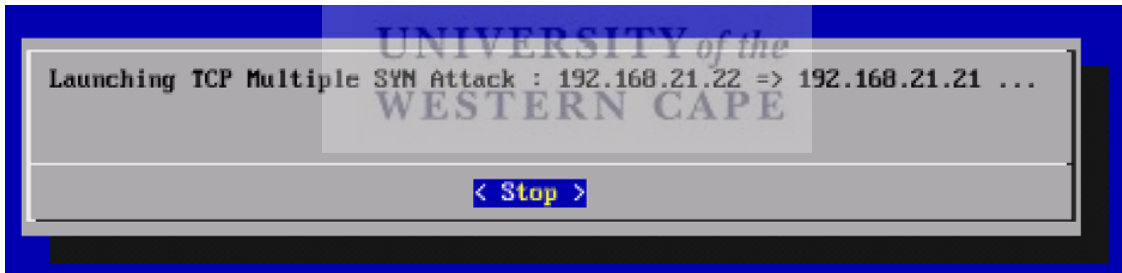 UNIVERSITY of the
Launching TCP Multiple SYN Attack : 192.168.21.22 => 192.168.21.21 ...
WESTERN CAPE
< Stop >